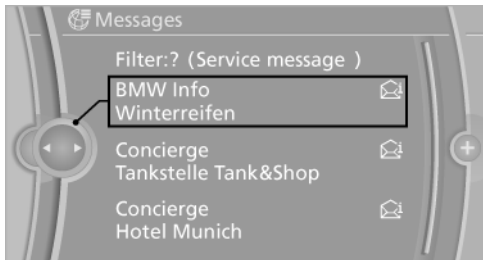 Messages
Filter:? (Service message )
BMW Info
Winterreifen
Concierge
Tankstelle Tank&Shop
Concierge
Hotel Munich